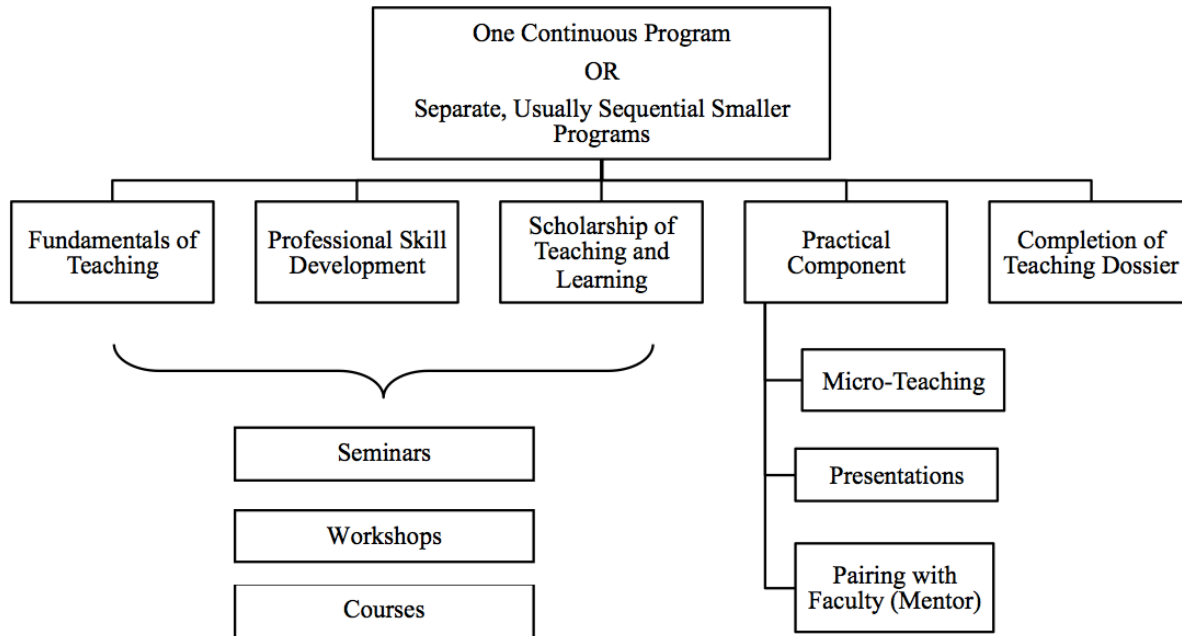 One Continuous Program
OR
Separate, Usually Sequential Smaller
Programs
Fundamentals of
Teaching
Professional Skill
Development
Scholarship of
Teaching and
Learning
Practical
Component
Completion of
Teaching Dossier
Seminars
Workshops
Courses
Micro-Teaching
Presentations
Pairing with
Faculty (Mentor)